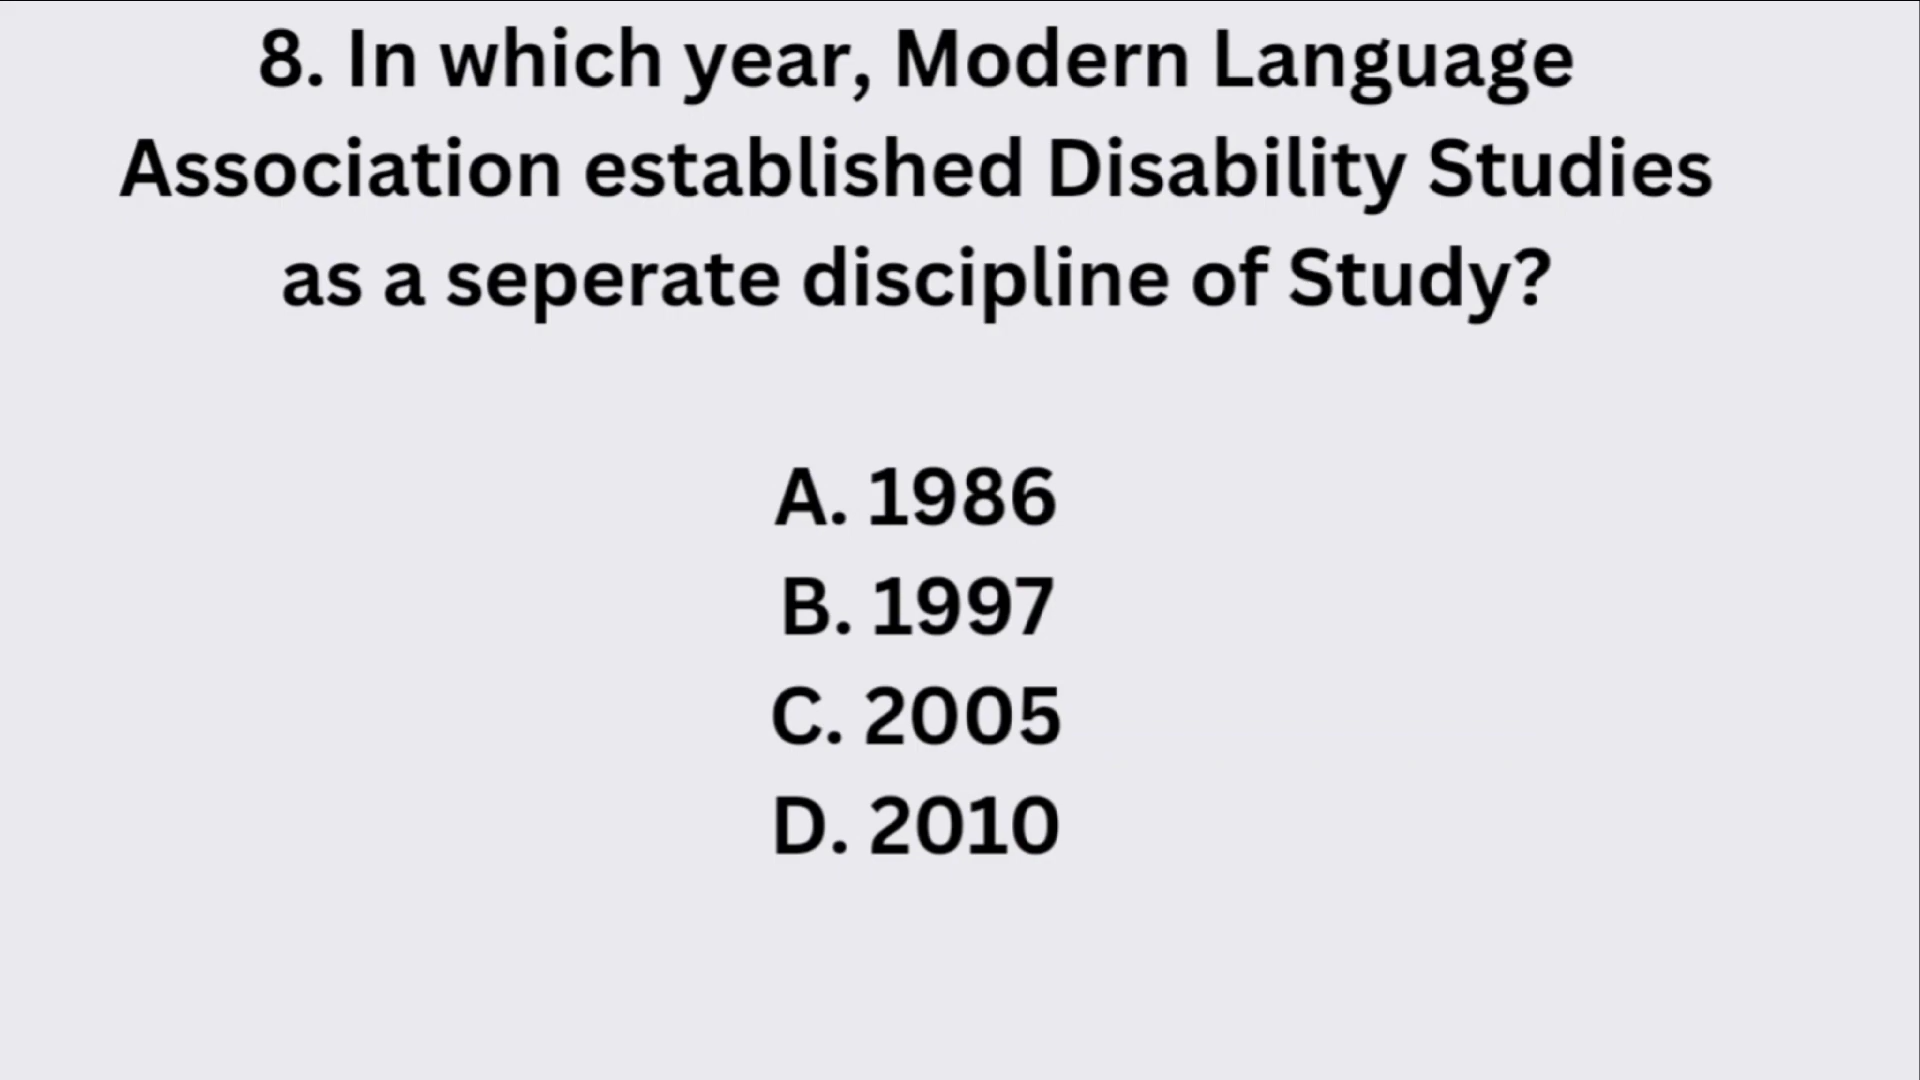 8. In which year, Modern Language
Association established Disability Studies
as a seperate discipline of Study?
A. 1986
B. 1997
C. 2005
D. 2010